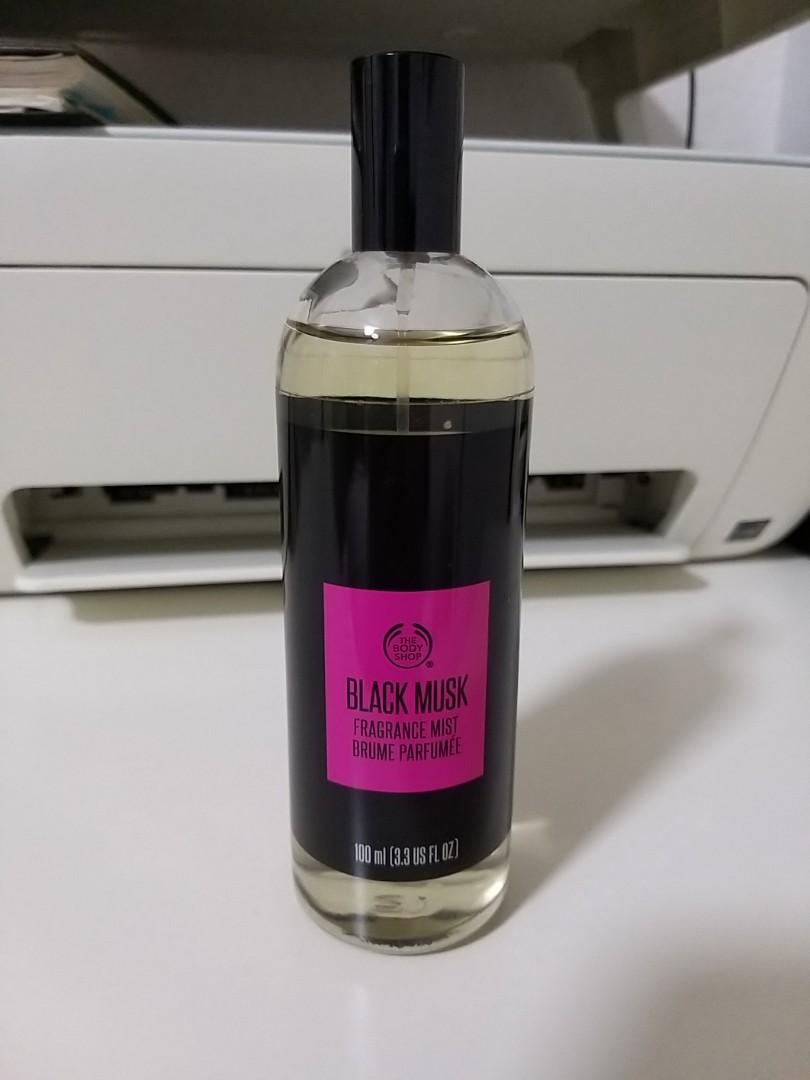 THE
BODY
SHOP®
BLACK MUSK
FRAGRANCE MIST
BRUME PARFUMÉE
100 ml (3.3 US FL OZ)